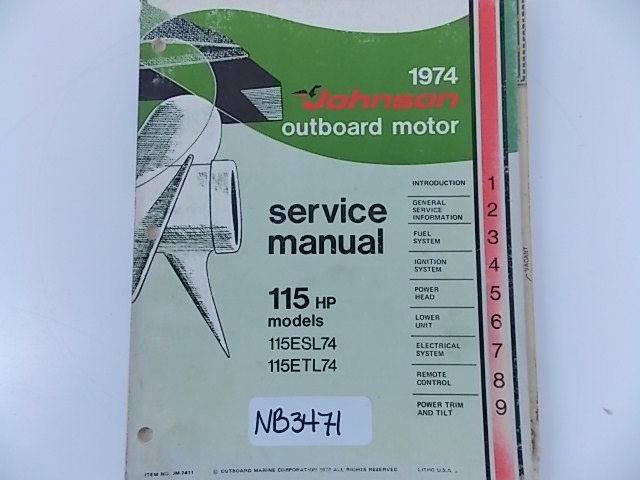 1974
Johnson
outboard motor
service
manual
115 HP
models
115ESL74
115ETL74
INTRODUCTION 1
GENERAL
SERVICE
INFORMATION 2
FUEL
SYSTEM 3
IGNITION
SYSTEM 4
POWER
HEAD 5
LOWER
UNIT 6
ELECTRICAL
SYSTEM 7
REMOTE
CONTROL 8
POWER TRIM
AND TILT 9
NB3471
ITEM NO. JM-7411
© OUTBOARD MARINE CORPORATION ALL RIGHTS RESERVED
LITHO U.S.A.
VACANT